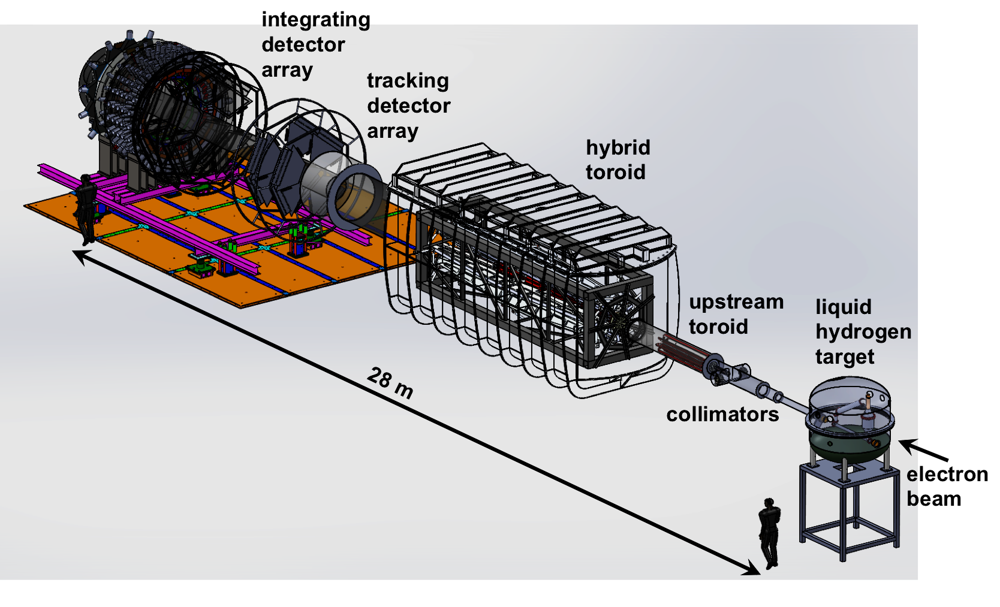 integrating
detector
array
tracking
detector
array
hybrid
toroid
upstream
toroid
liquid
hydrogen
target
28 m
collimators
electron
beam